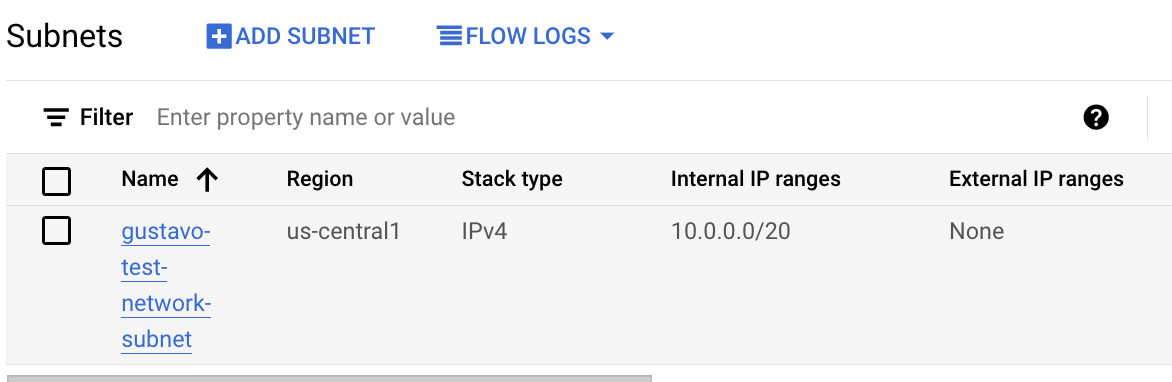 Subnets ADD SUBNET FLOW LOGS
Filter Enter property name or value
Name Region Stack type Internal IP ranges External IP ranges
gustavo- us-central1 IPv4 10.0.0.0/20 None
test-
network-
subnet